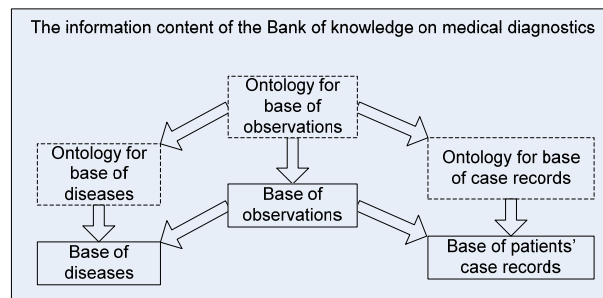 The information content of the Bank of knowledge on medical diagnostics
Ontology for
base of
observations
Ontology for
base of
diseases
Ontology for base
of case records
Base of
observations
Base of
diseases
Base of patients'
case records